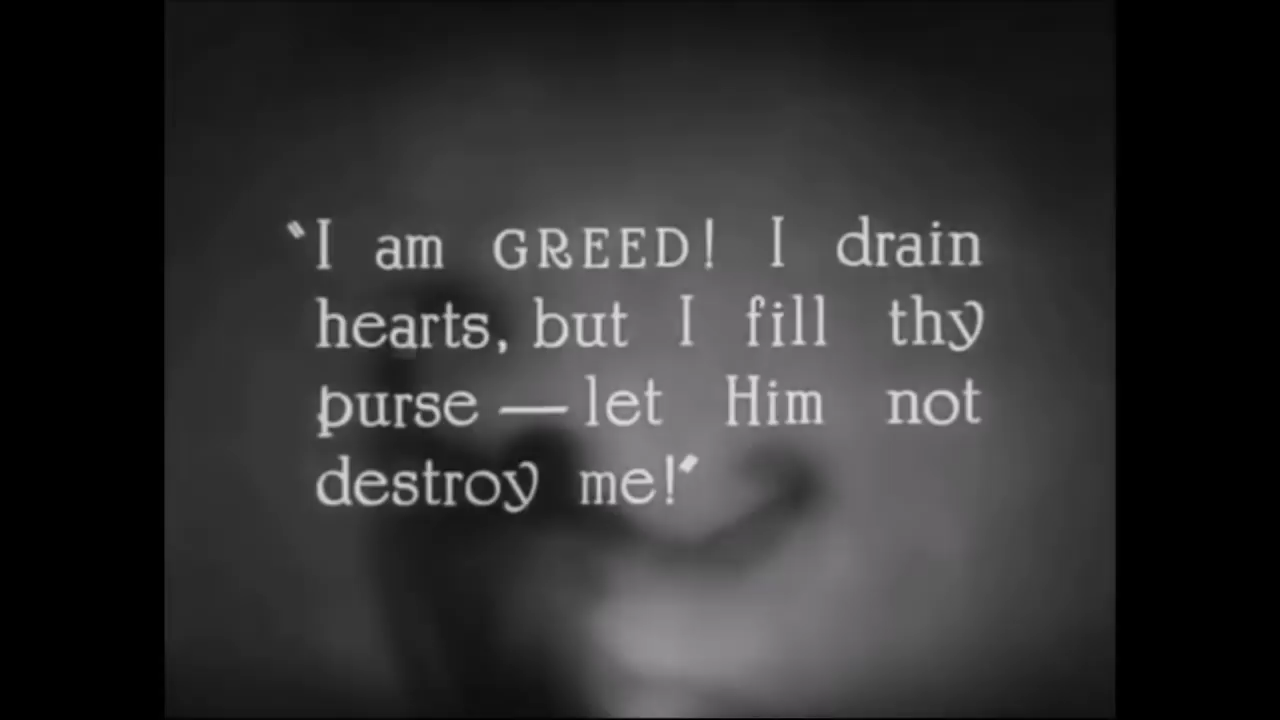 "I am GREED! I drain
hearts, but I fill thy
purse — let Him not
destroy me!"